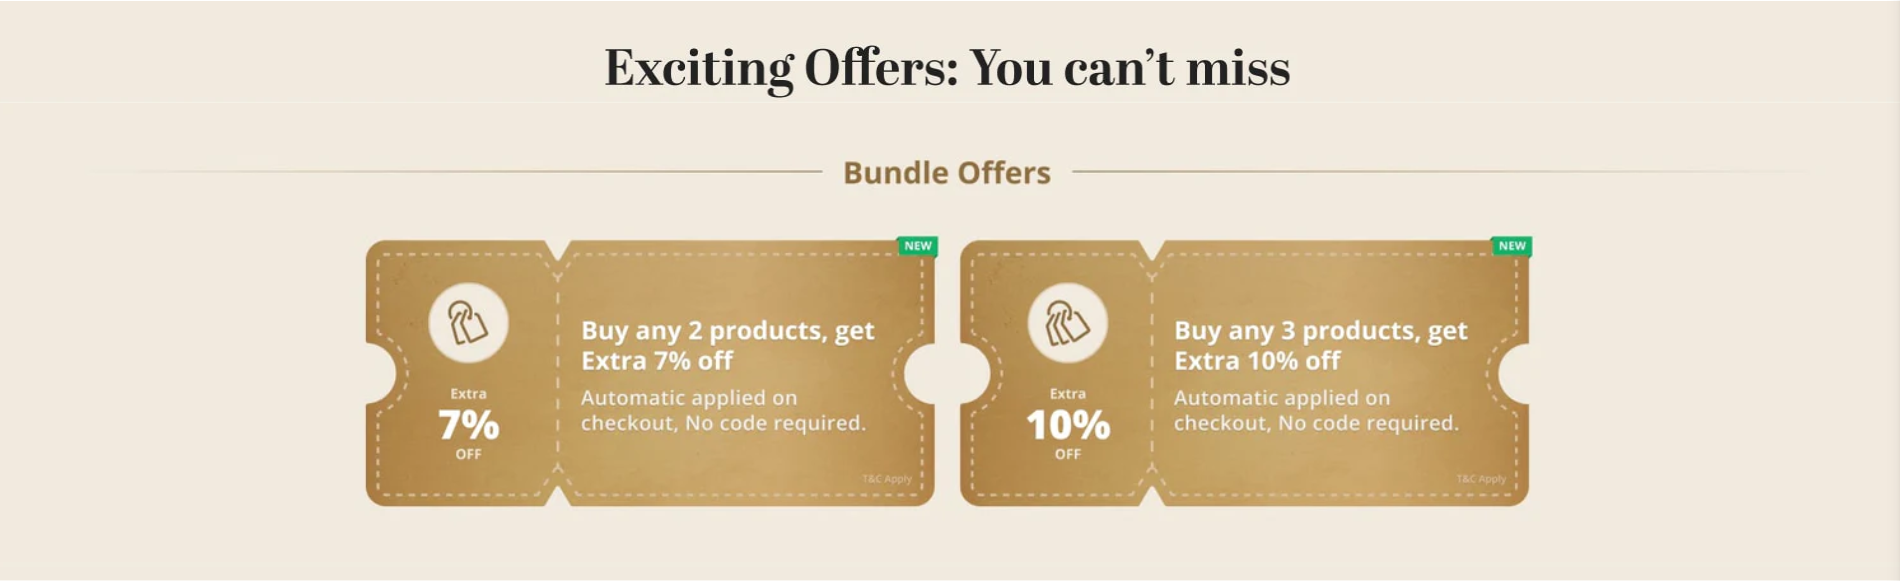 Exciting Offers: You can’t miss
Bundle Offers
NEW
Extra
7%
OFF
Buy any 2 products, get
Extra 7% off
Automatic applied on
checkout, No code required.
T&C Apply
NEW
Extra
10%
OFF
Buy any 3 products, get
Extra 10% off
Automatic applied on
checkout, No code required.
T&C Apply